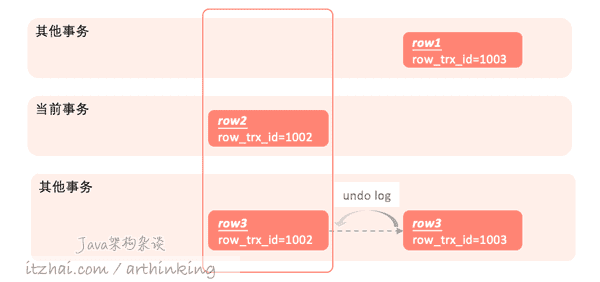 其他事务
row1
row_trx_id=1003
当前事务
row2
row_trx_id=1002
其他事务
undo log
row3
row_trx_id=1002
row3
row_trx_id=1003
Java架构杂谈
itzhai.com / arthinking